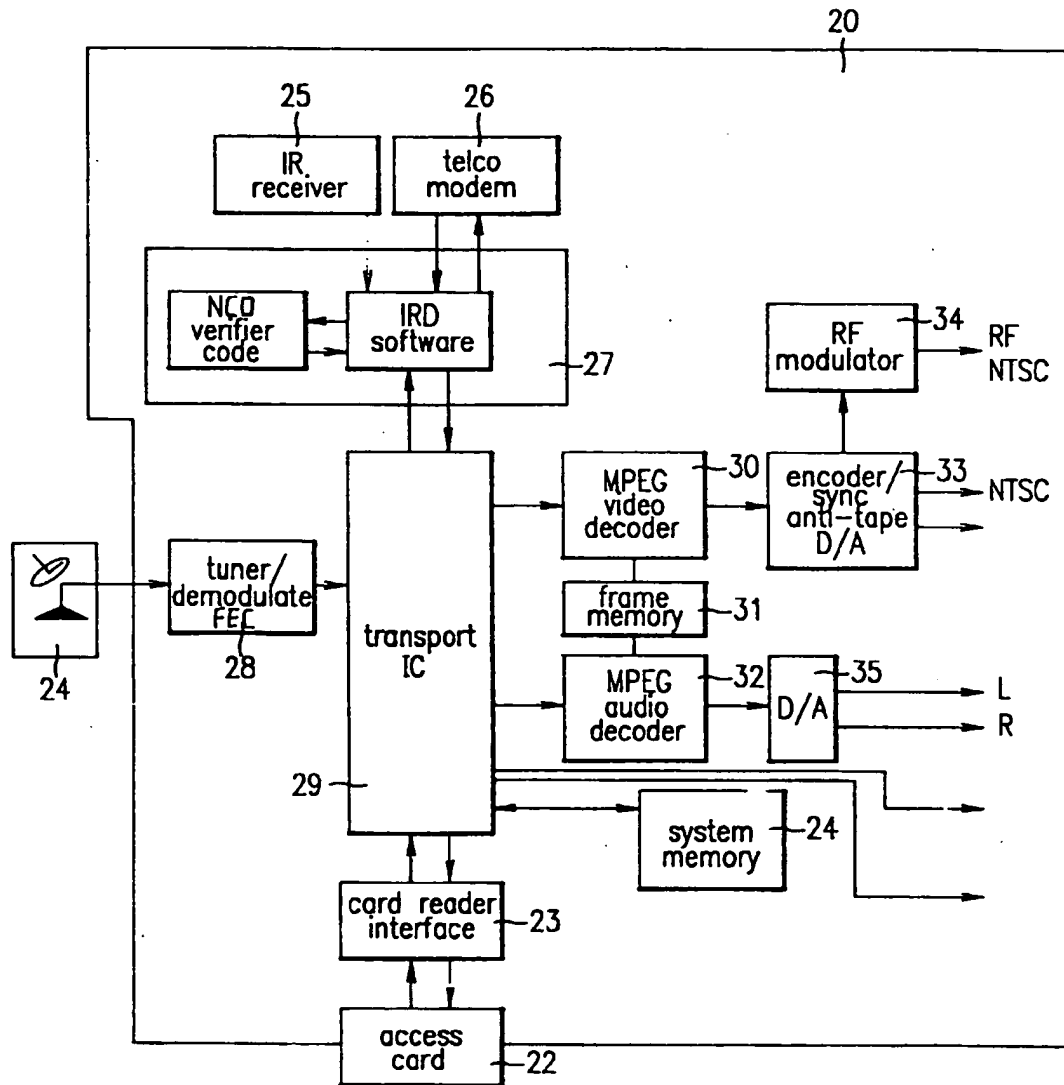 20
25
26
IR
receiver
telco
modem
NCO
verifier
code
IRD
software
27
RF
modulator
34
RF
NTSC
MPEG
video
decoder
30
encoder/
sync
anti-tape
D/A
33
NTSC
24
tuner/
demodulate
FEC
28
transport
IC
29
frame
memory
31
MPEG
audio
decoder
32
D/A
35
L
R
system
memory
24
card reader
interface
23
access
card
22